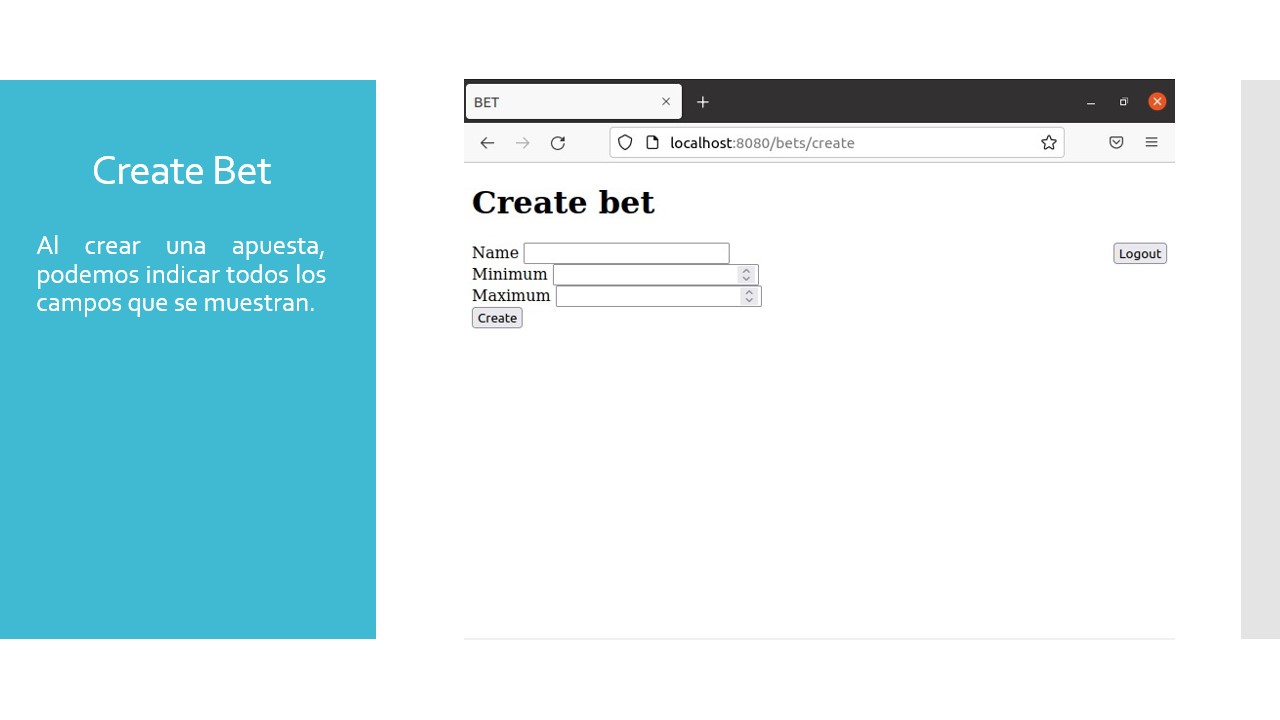 Create Bet
Al crear una apuesta,
podemos indicar todos los
campos que se muestran.
BET
localhost:8080/bets/create
Create bet
Name
Logout
Minimum
Maximum
Create